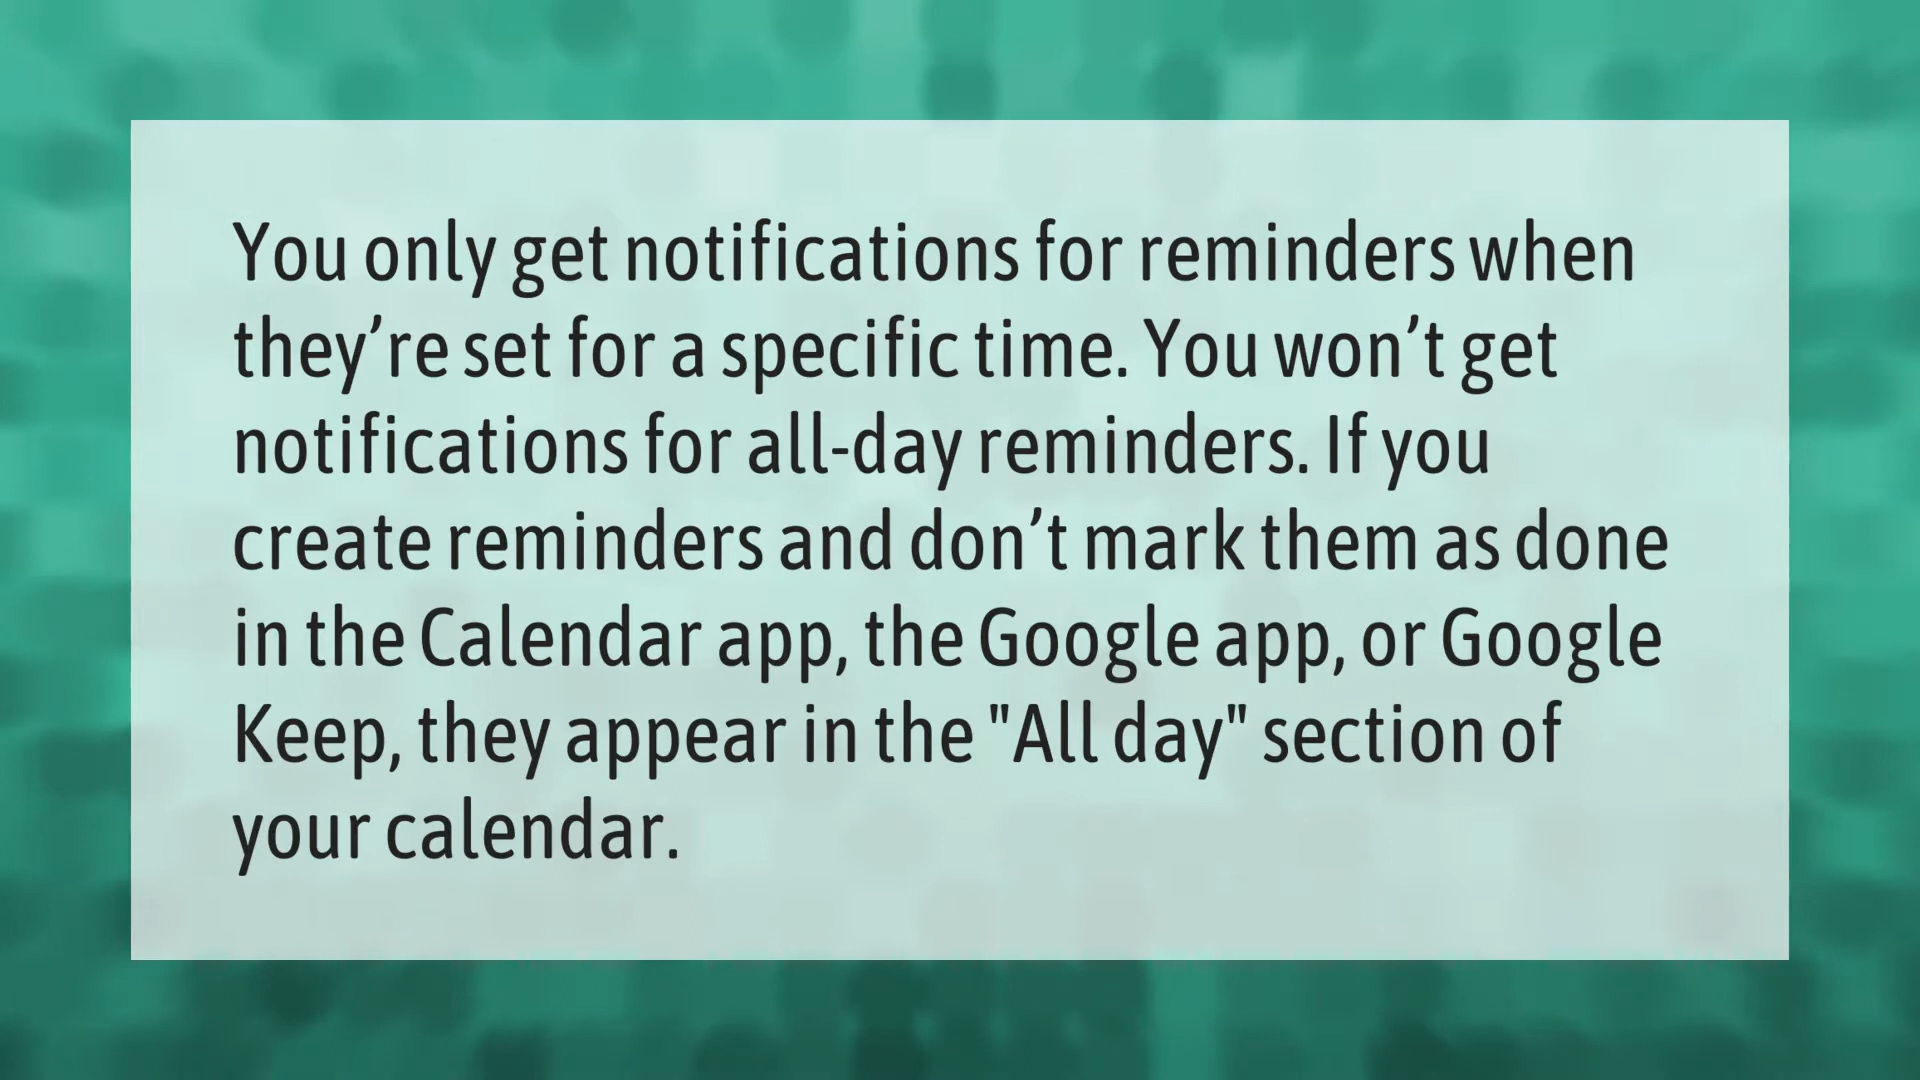 You only get notifications for reminders when
they’re set for a specific time. You won’t get
notifications for all-day reminders. If you
create reminders and don’t mark them as done
in the Calendar app, the Google app, or Google
Keep, they appear in the "All day" section of
your calendar.